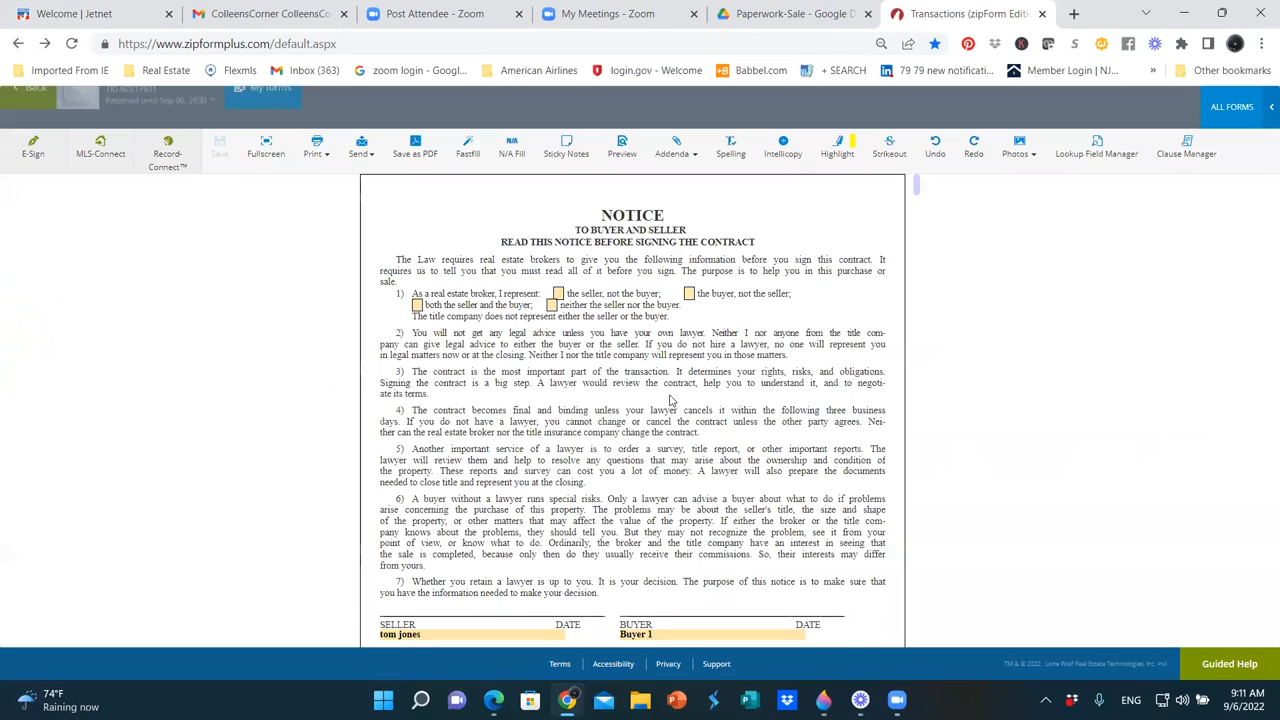 Jetnet | Welcome
ColleensCorner ColleensCo
Post Attendee - Zoom
My Meetings - Zoom
Paperwork-Sale - Google D
Transactions (zipForm Editi
https://www.zipformplus.com/default.aspx
Imported From IE
Real Estate
Flexmls
Inbox (363)
zoom login - Googl...
American Airlines
login.gov - Welcome
Babbel.com
+ SEARCH
79 79 new notificati...
Member Login | NJ...
»
Other bookmarks
Back
Retained until Sep 06, 2030
My forms
ALL FORMS
E-Sign
MLS-Connect
Record-Connect™
Save
Fullscreen
Print
Send
Save as PDF
Fastfill
N/A
N/A Fill
Sticky Notes
Preview
Addenda
Spelling
Intellicopy
Highlight
Strikeout
Undo
Redo
Photos
Lookup Field Manager
Clause Manager
NOTICE
TO BUYER AND SELLER
READ THIS NOTICE BEFORE SIGNING THE CONTRACT
The Law requires real estate brokers to give you the following information before you sign this contract. It
requires us to tell you that you must read all of it before you sign. The purpose is to help you in this purchase or
sale.
1) As a real estate broker, I represent: the seller, not the buyer; the buyer, not the seller;
both the seller and the buyer; neither the seller nor the buyer.
The title company does not represent either the seller or the buyer.
2) You will not get any legal advice unless you have your own lawyer. Neither I nor anyone from the title com-
pany can give legal advice to either the buyer or the seller. If you do not hire a lawyer, no one will represent you
in legal matters now or at the closing. Neither I nor the title company will represent you in those matters.
3) The contract is the most important part of the transaction. It determines your rights, risks, and obligations.
Signing the contract is a big step. A lawyer would review the contract, help you to understand it, and to negoti-
ate its terms.
4) The contract becomes final and binding unless your lawyer cancels it within the following three business
days. If you do not have a lawyer, you cannot change or cancel the contract unless the other party agrees. Nei-
ther can the real estate broker nor the title insurance company change the contract.
5) Another important service of a lawyer is to order a survey, title report, or other important reports. The
lawyer will review them and help to resolve any questions that may arise about the ownership and condition of
the property. These reports and survey can cost you a lot of money. A lawyer will also prepare the documents
needed to close title and represent you at the closing.
6) A buyer without a lawyer runs special risks. Only a lawyer can advise a buyer about what to do if problems
arise concerning the purchase of this property. The problems may be about the seller's title, the size and shape
of the property, or other matters that may affect the value of the property. If either the broker or the title com-
pany knows about the problems, they should tell you. But they may not recognize the problem, see it from your
point of view, or know what to do. Ordinarily, the broker and the title company have an interest in seeing that
the sale is completed, because only then do they usually receive their commissions. So, their interests may differ
from yours.
7) Whether you retain a lawyer is up to you. It is your decision. The purpose of this notice is to make sure that
you have the information needed to make your decision.
SELLER DATE BUYER DATE
tom jones Buyer 1
Terms
Accessibility
Privacy
Support
TM & © 2022, Lone Wolf Real Estate Technologies. Inc.
Guided Help
74°F
Raining now
ENG
9:11 AM
9/6/2022